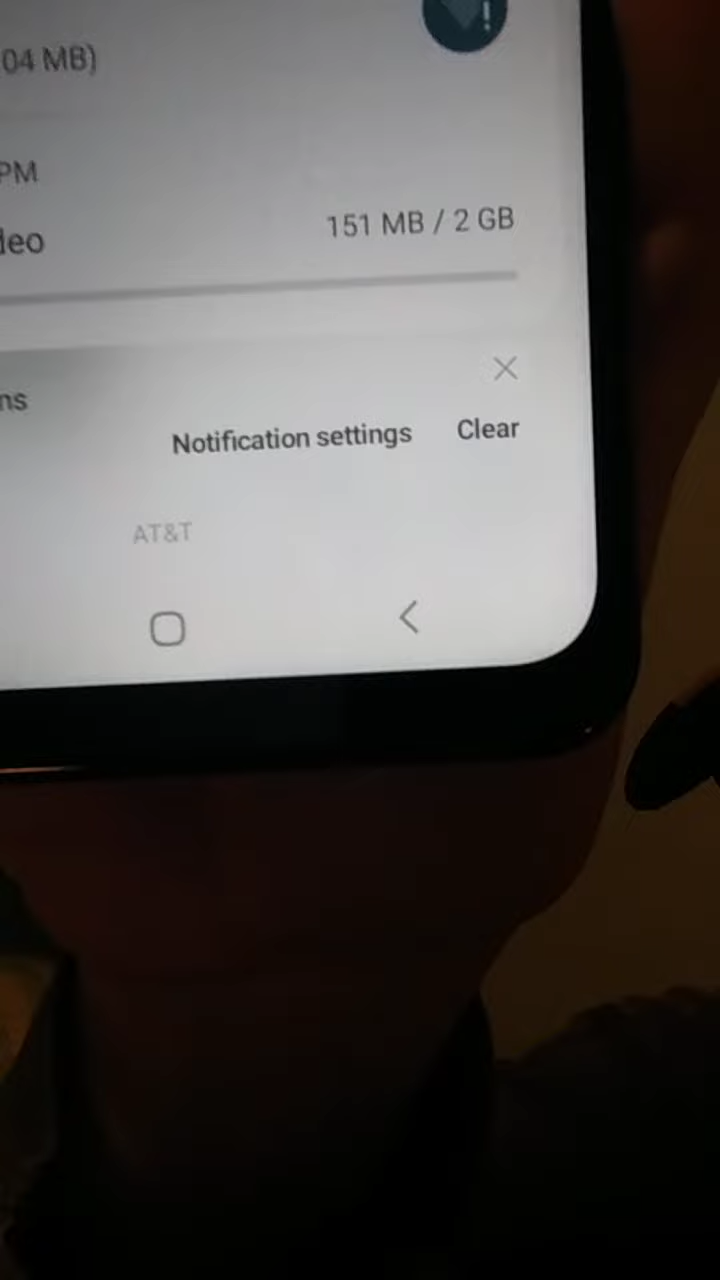 04 MB)
PM
deo
151 MB / 2 GB
ns
Notification settings
Clear
AT&T